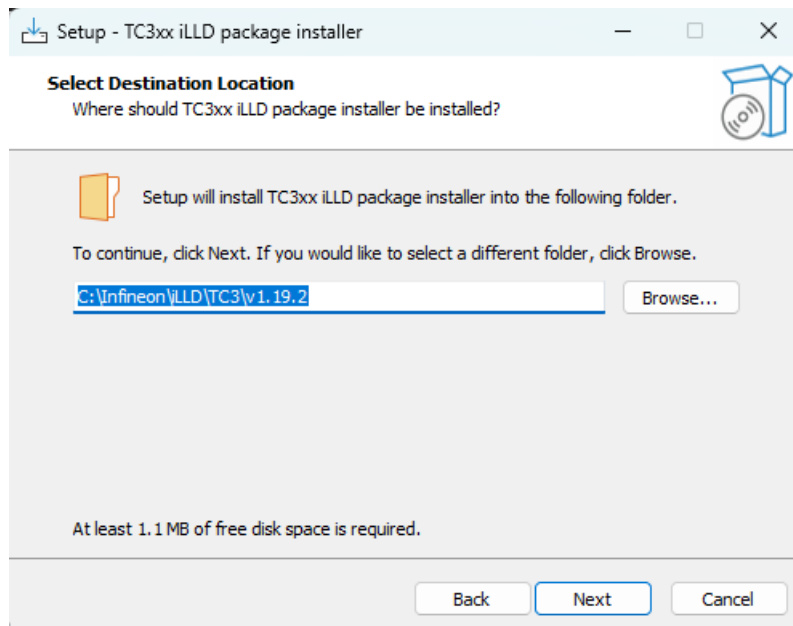 Setup - TC3xx iLLD package installer
Select Destination Location
Where should TC3xx iLLD package installer be installed?
Setup will install TC3xx iLLD package installer into the following folder.
To continue, click Next. If you would like to select a different folder, click Browse.
C:\Infineon\iLLD\TC3\v1.19.2
Browse...
At least 1.1 MB of free disk space is required.
Back
Next
Cancel